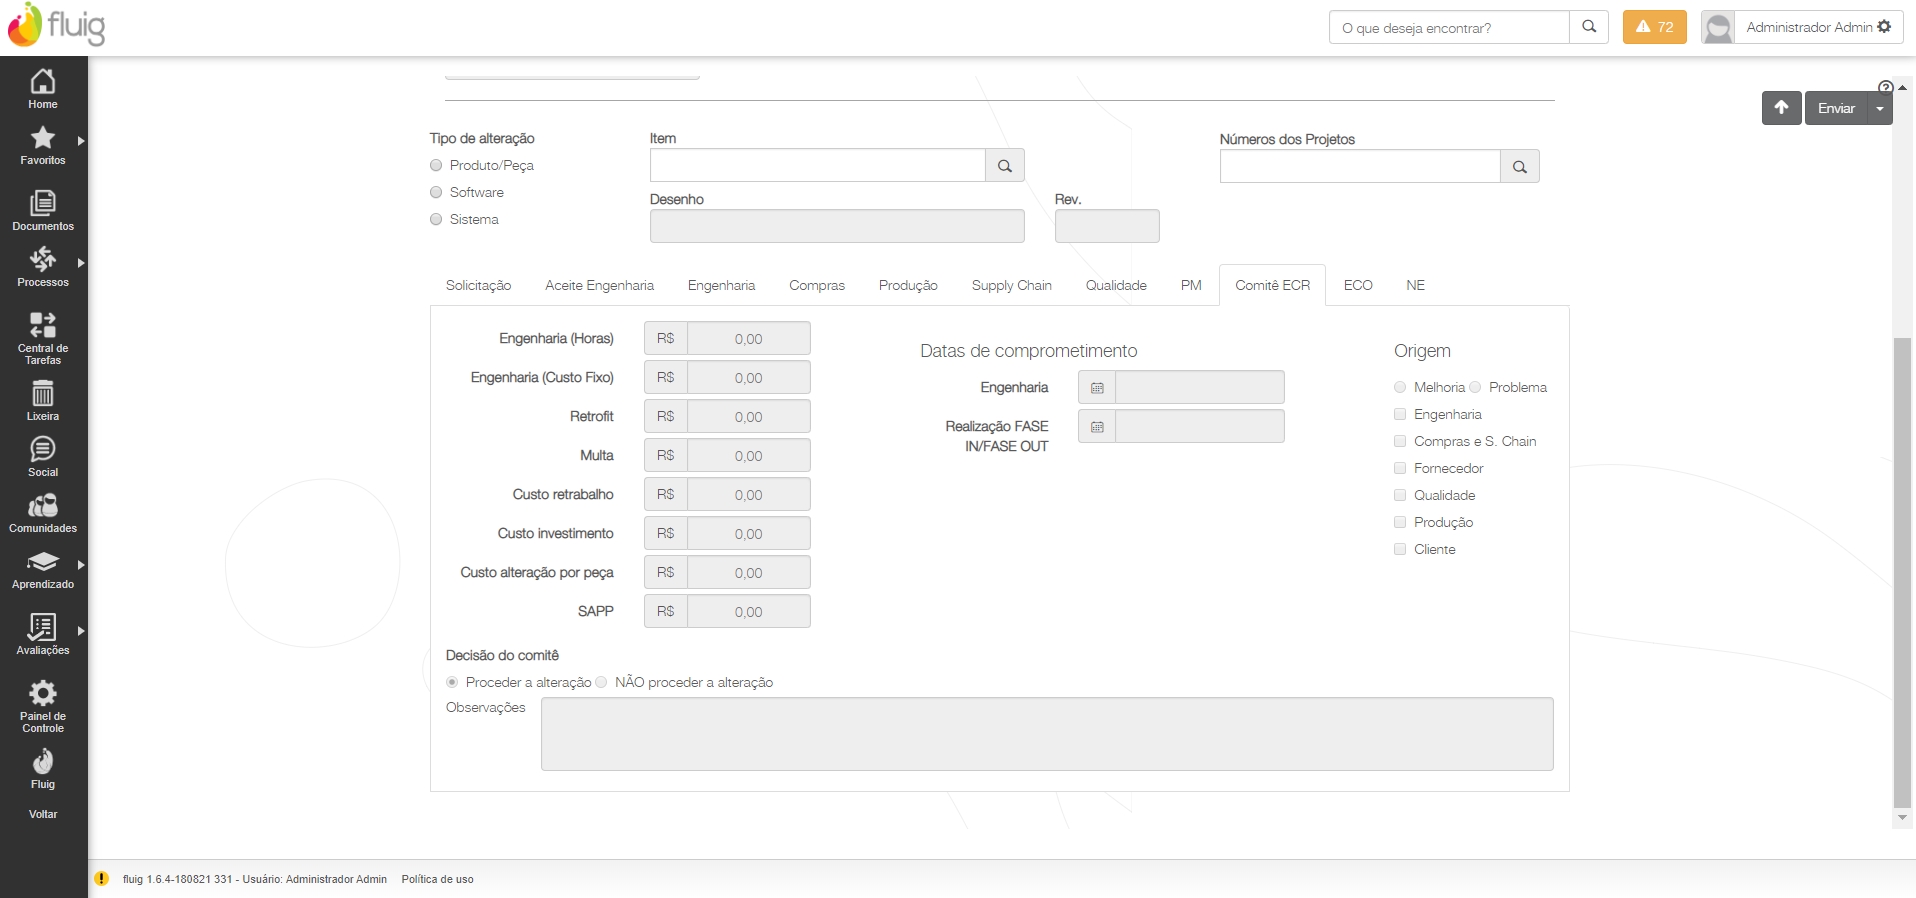 fluig
O que deseja encontrar?
72
Administrador Admin
Home
Favoritos
Documentos
Processos
Central de
Tarefas
Lixeira
Social
Comunidades
Aprendizado
Avaliações
Painel de
Controle
Fluig
Voltar
Enviar
Tipo de alteração
Produto/Peça
Software
Sistema
Item
Números dos Projetos
Desenho
Rev.
Solicitação Aceite Engenharia Engenharia Compras Produção Supply Chain Qualidade PM Comitê ECR ECO NE
Engenharia (Horas) R$ 0,00
Engenharia (Custo Fixo) R$ 0,00
Retrofit R$ 0,00
Multa R$ 0,00
Custo retrabalho R$ 0,00
Custo investimento R$ 0,00
Custo alteração por peça R$ 0,00
SAPP R$ 0,00
Datas de comprometimento
Engenharia
Realização FASE
IN/FASE OUT
Origem
Melhoria Problema
Engenharia
Compras e S. Chain
Fornecedor
Qualidade
Produção
Cliente
Decisão do comitê
Proceder a alteração NÃO proceder a alteração
Observações
fluig 1.6.4-180821 331 - Usuário: Administrador Admin Política de uso